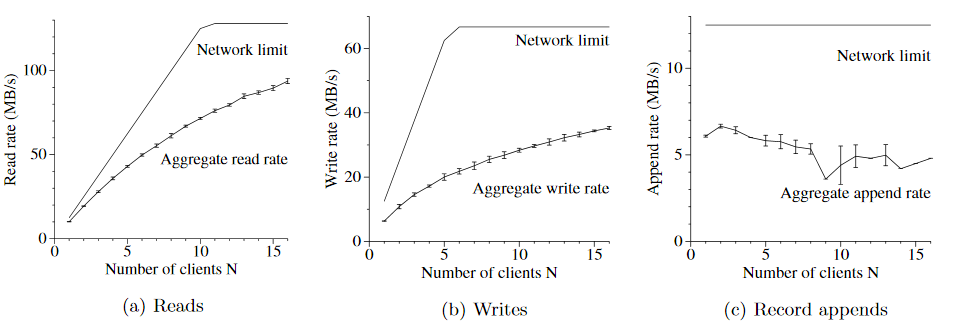 Read rate (MB/s)
100
50
0
0
5
10
15
Network limit
Aggregate read rate
Number of clients N
(a) Reads
Write rate (MB/s)
60
40
20
0
0
5
10
15
Network limit
Aggregate write rate
Number of clients N
(b) Writes
Append rate (MB/s)
10
5
0
0
5
10
15
Network limit
Aggregate append rate
Number of clients N
(c) Record appends